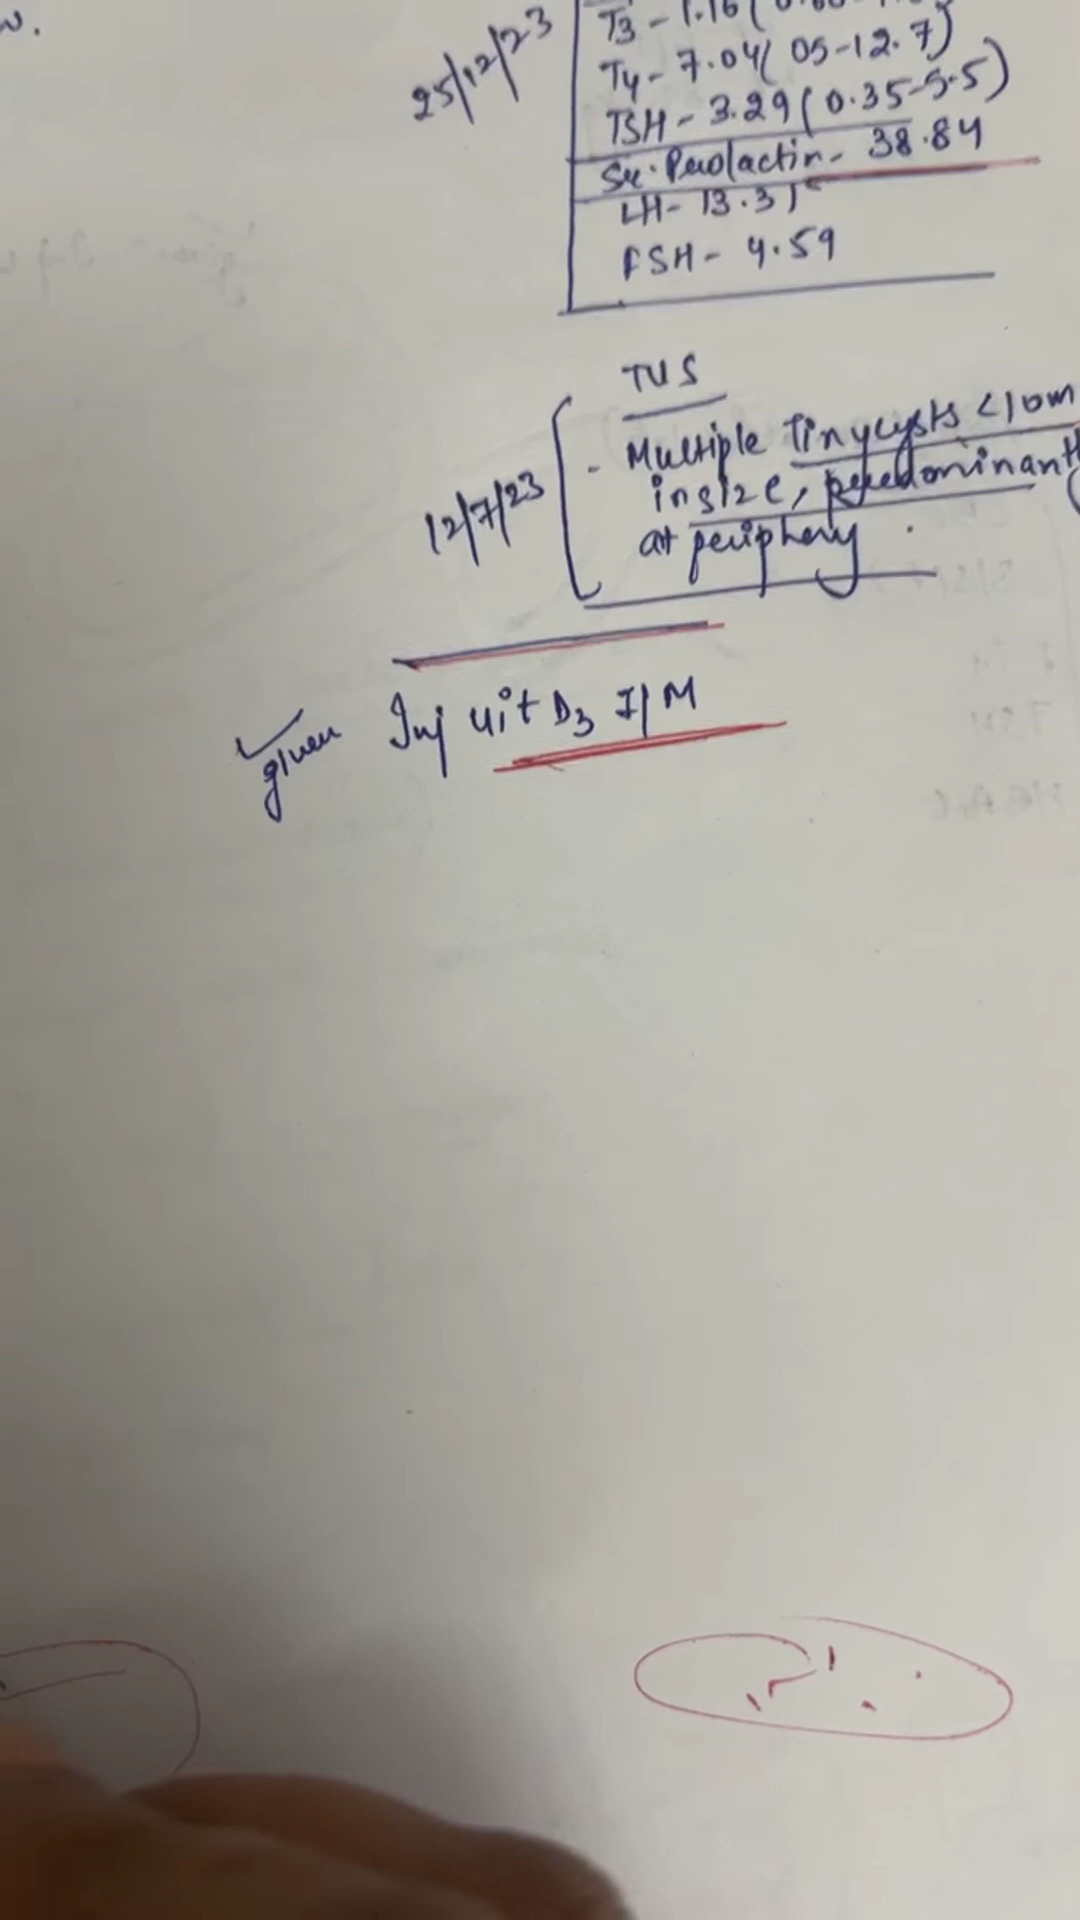 25/12/23
T3 - 1.16 (
T4 - 7.04 ( 05-12.7)
TSH - 3.29 ( 0.35-5.5)
Sr. Prolactin - 38.84
LH - 13.31
FSH - 4.59
TVS
12/7/23
- Multiple Tiny cysts <10m
in size, predominant
at periphery .
given Inj vit D3 I/M